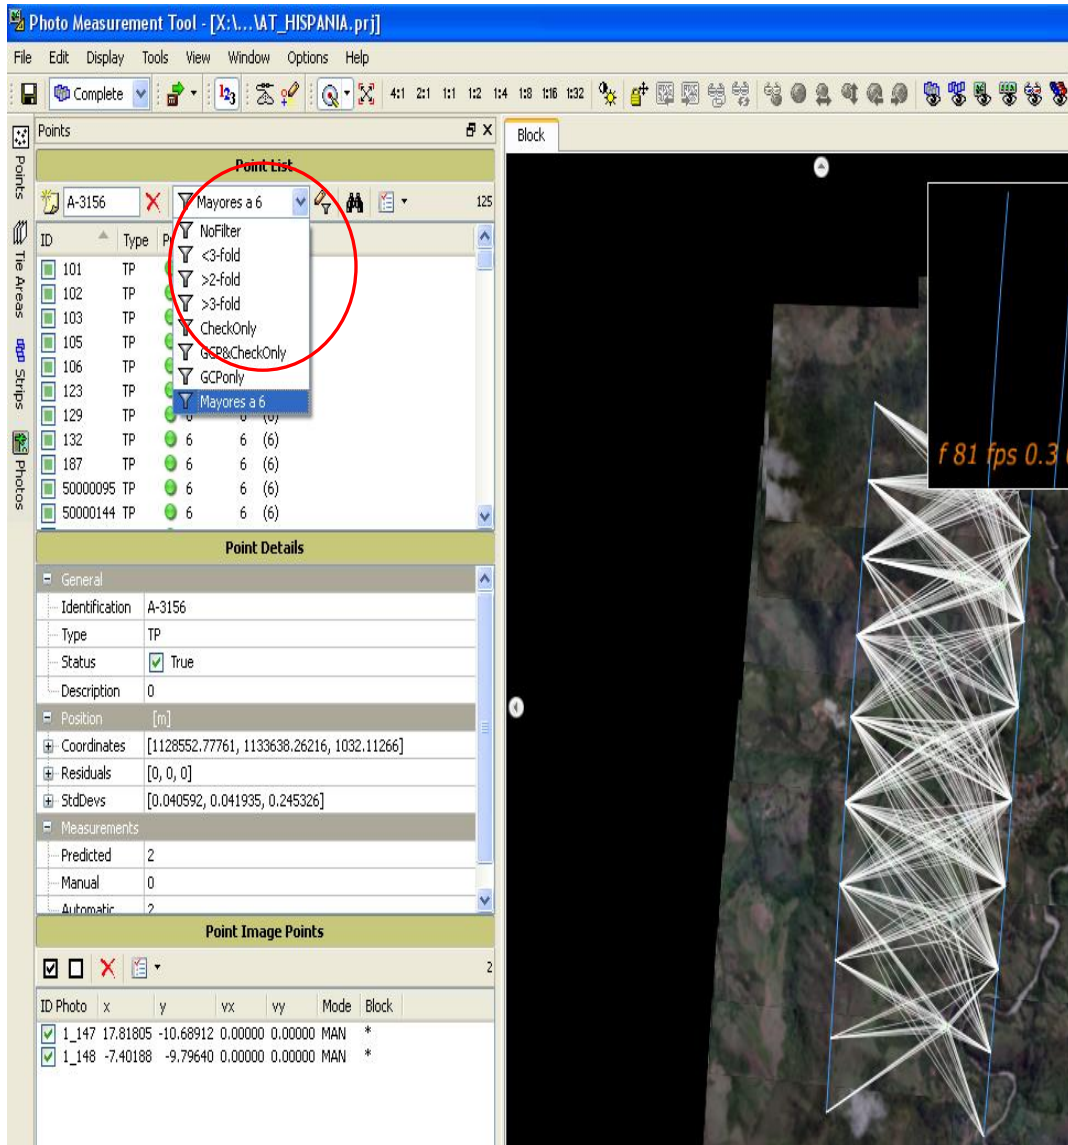 Photo Measurement Tool - [X:\...\AT_HISPANIA.prj]
File Edit Display Tools View Window Options Help
Complete 1 2 3 4:1 2:1 1:1 1:2 1:4 1:8 1:16 1:32
Points
Block
Points
Tie Areas
Strips
Photos
Point List
A-3156 Mayores a 6 125
ID Type
NoFilter
<3-fold
>2-fold
>3-fold
CheckOnly
GCP&CheckOnly
GCPonly
Mayores a 6
101 TP
102 TP
103 TP
105 TP
106 TP
123 TP
129 TP 6 6 (6)
132 TP 6 6 (6)
187 TP 6 6 (6)
50000095 TP 6 6 (6)
50000144 TP 6 6 (6)
Point Details
General
Identification A-3156
Type TP
Status True
Description 0
Position [m]
Coordinates [1128552.77761, 1133638.26216, 1032.11266]
Residuals [0, 0, 0]
StdDevs [0.040592, 0.041935, 0.245326]
Measurements
Predicted 2
Manual 0
Automatic 2
Point Image Points
2
ID Photo x y vx vy Mode Block
1_147 17.81805 -10.68912 0.00000 0.00000 MAN *
1_148 -7.40188 -9.79640 0.00000 0.00000 MAN *
f 81 fps 0.3